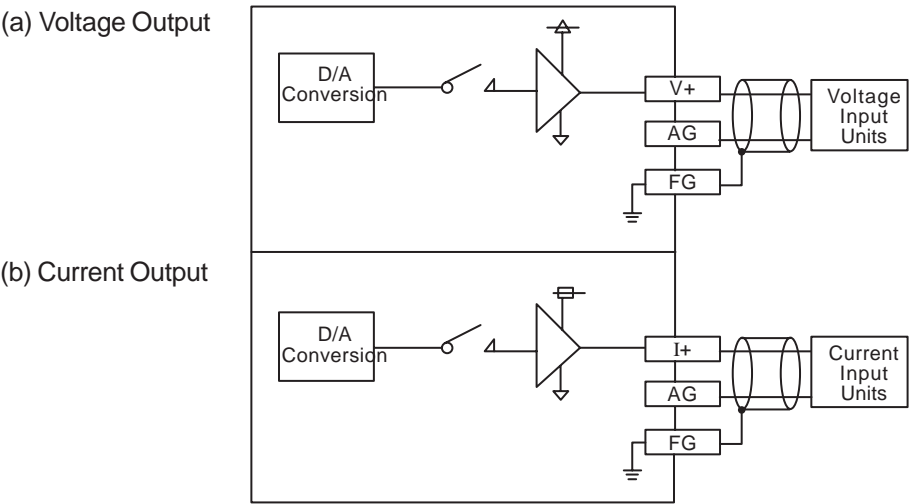 (a) Voltage Output
D/A
Conversion
V+
AG
FG
Voltage
Input
Units
(b) Current Output
D/A
Conversion
I+
AG
FG
Current
Input
Units